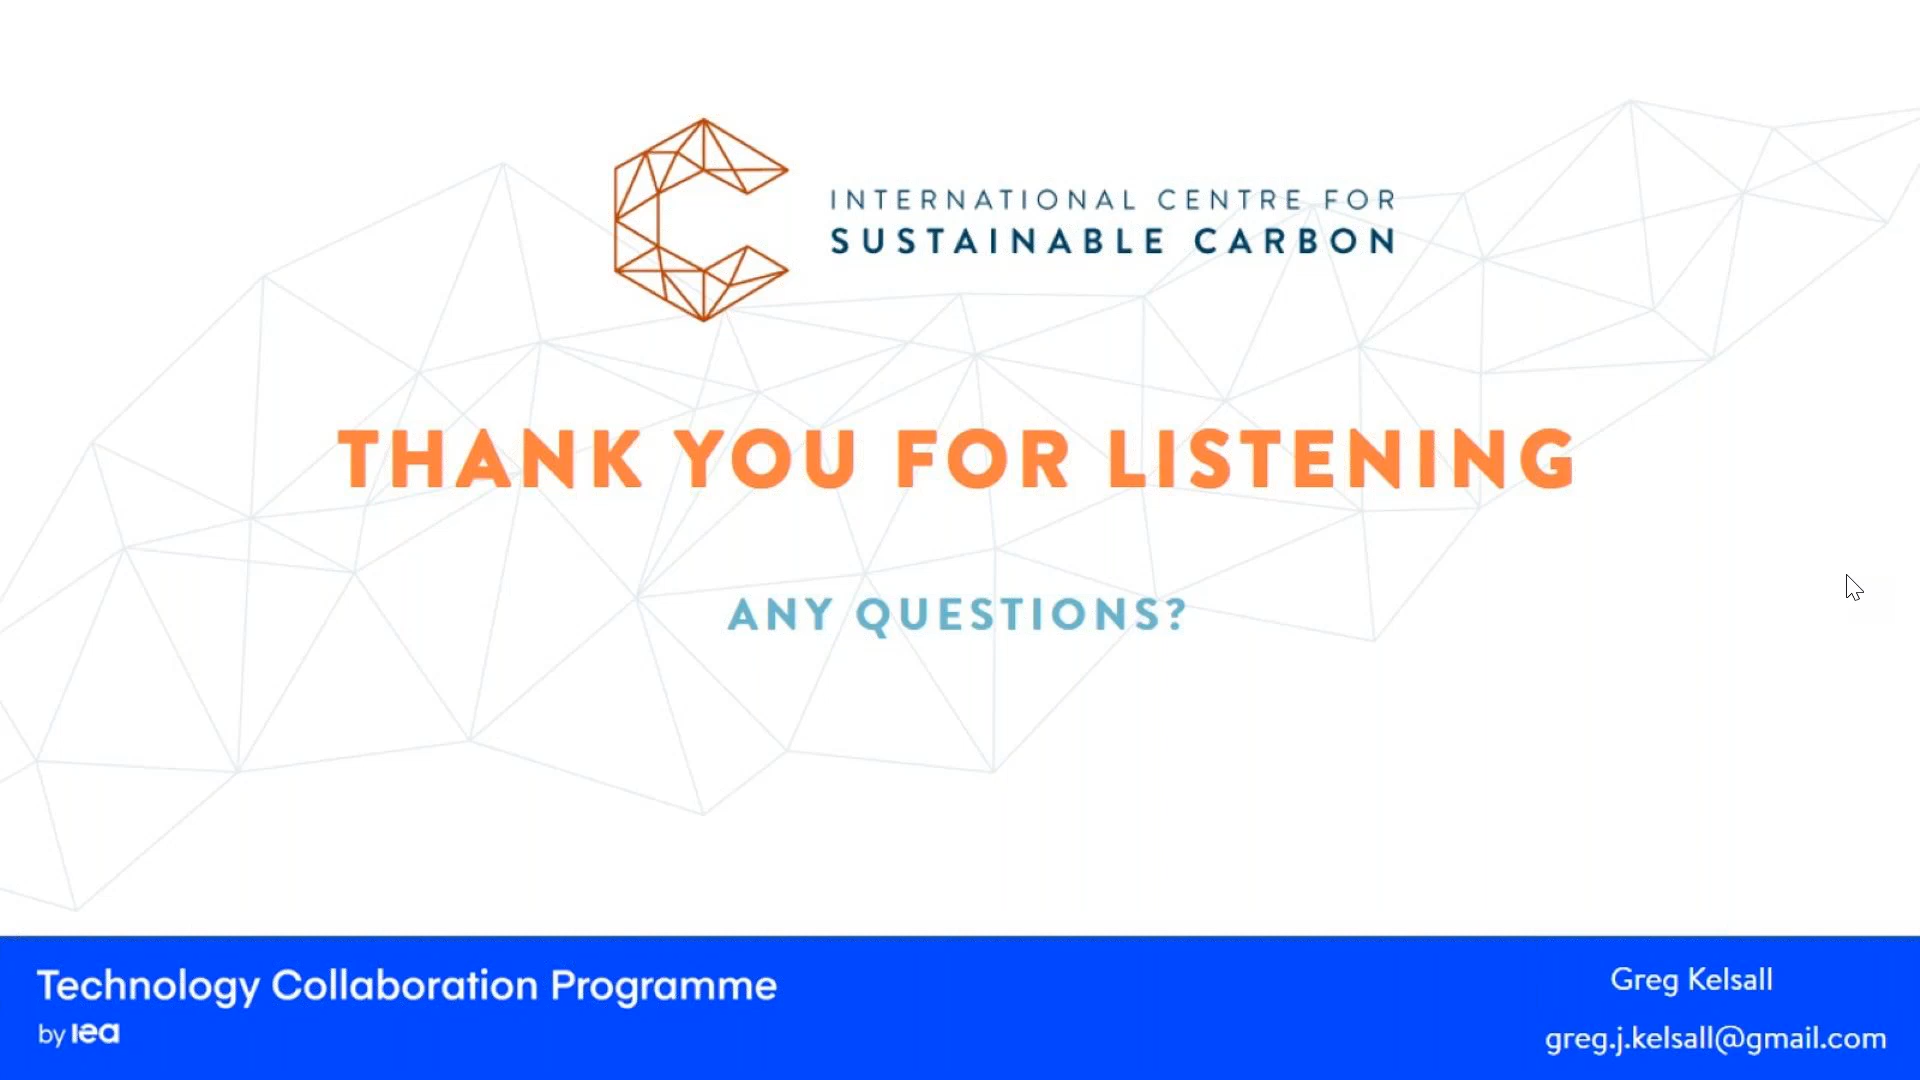 INTERNATIONAL CENTRE FOR
SUSTAINABLE CARBON
THANK YOU FOR LISTENING
ANY QUESTIONS?
Technology Collaboration Programme
by iea
Greg Kelsall
greg.j.kelsall@gmail.com